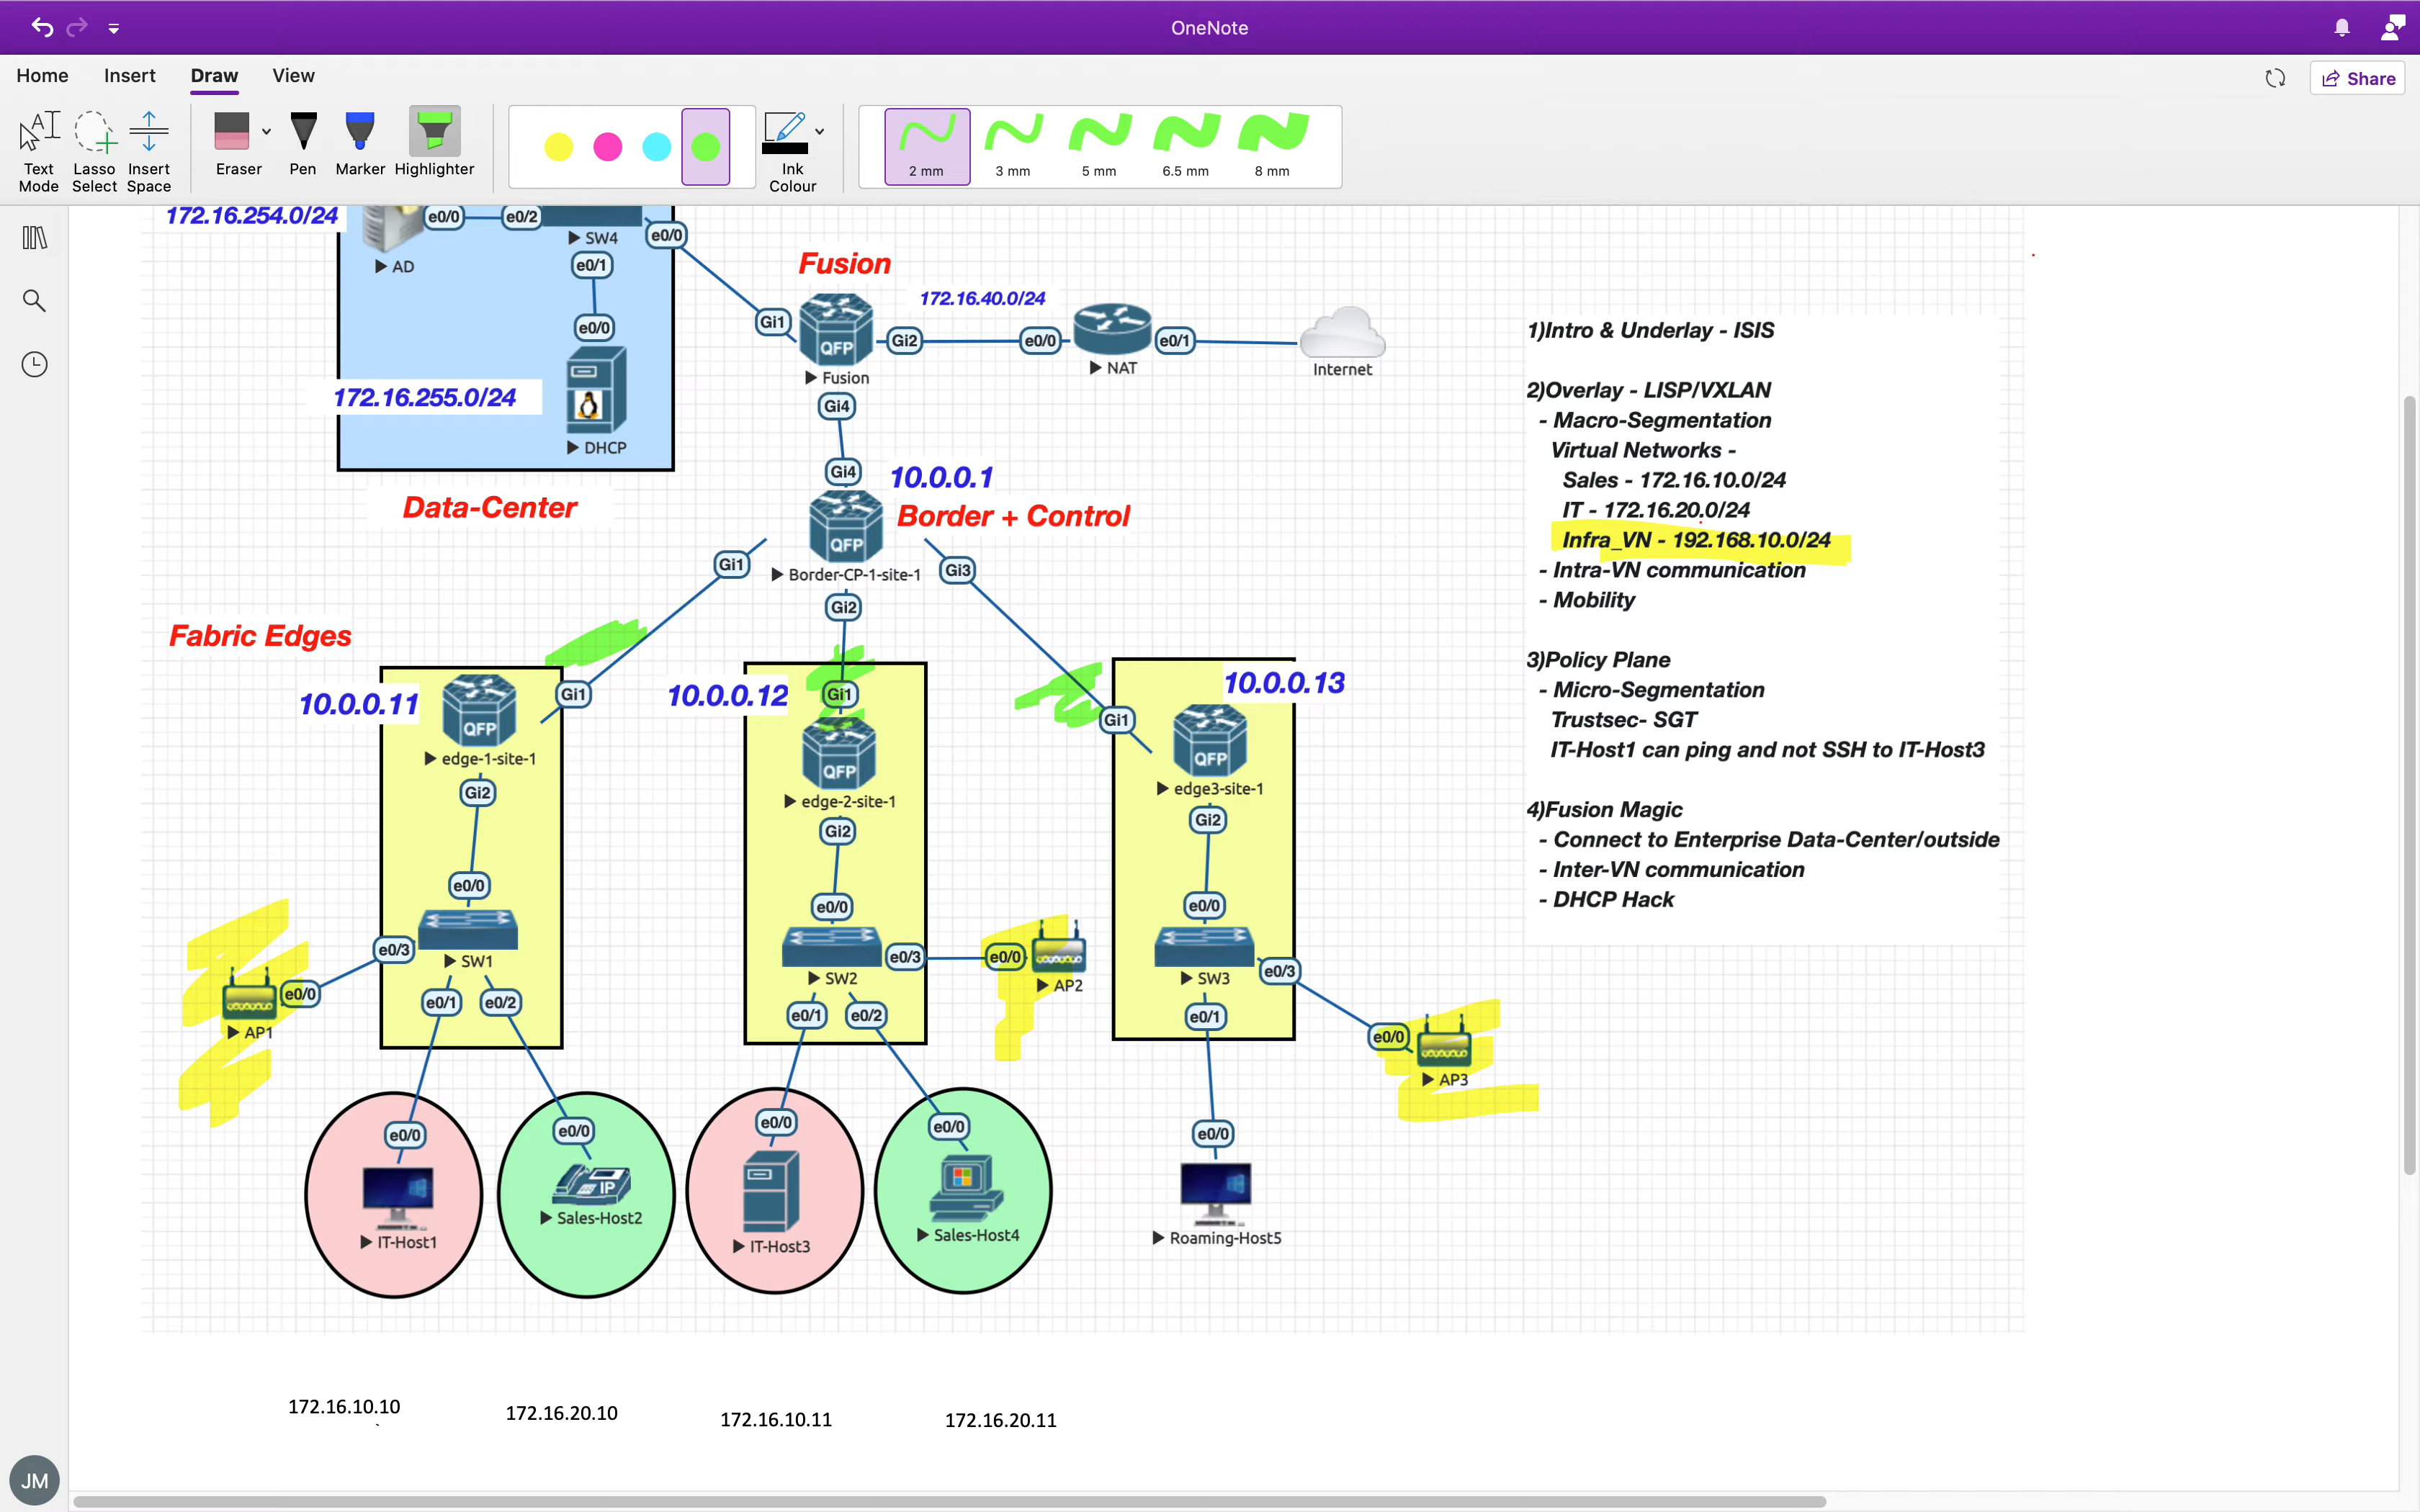 OneNote
Home Insert Draw View
Share
Text Mode
Lasso Select
Insert Space
Eraser
Pen
Marker
Highlighter
Ink Colour
2 mm
3 mm
5 mm
6.5 mm
8 mm
172.16.254.0/24
e0/0
e0/2
SW4
e0/0
AD
e0/1
e0/0
172.16.255.0/24
DHCP
Data-Center
Fusion
172.16.40.0/24
Gi1
QFP
Gi2
e0/0
e0/1
Fusion
NAT
Internet
Gi4
Gi4
10.0.0.1
Border + Control
QFP
Gi1
Border-CP-1-site-1
Gi3
Gi2
Fabric Edges
10.0.0.11
Gi1
QFP
edge-1-site-1
Gi2
e0/0
e0/3
SW1
e0/0
AP1
e0/1
e0/2
10.0.0.12
Gi1
QFP
edge-2-site-1
Gi2
e0/0
e0/3
e0/0
SW2
AP2
e0/1
e0/2
10.0.0.13
Gi1
QFP
edge3-site-1
Gi2
e0/0
SW3
e0/3
e0/1
e0/0
AP3
e0/0
e0/0
e0/0
e0/0
e0/0
IP
IT-Host1
Sales-Host2
IT-Host3
Sales-Host4
Roaming-Host5
1)Intro & Underlay - ISIS
2)Overlay - LISP/VXLAN
- Macro-Segmentation
Virtual Networks -
Sales - 172.16.10.0/24
IT - 172.16.20.0/24
Infra_VN - 192.168.10.0/24
- Intra-VN communication
- Mobility
3)Policy Plane
- Micro-Segmentation
Trustsec- SGT
IT-Host1 can ping and not SSH to IT-Host3
4)Fusion Magic
- Connect to Enterprise Data-Center/outside
- Inter-VN communication
- DHCP Hack
172.16.10.10
172.16.20.10
172.16.10.11
172.16.20.11
JM